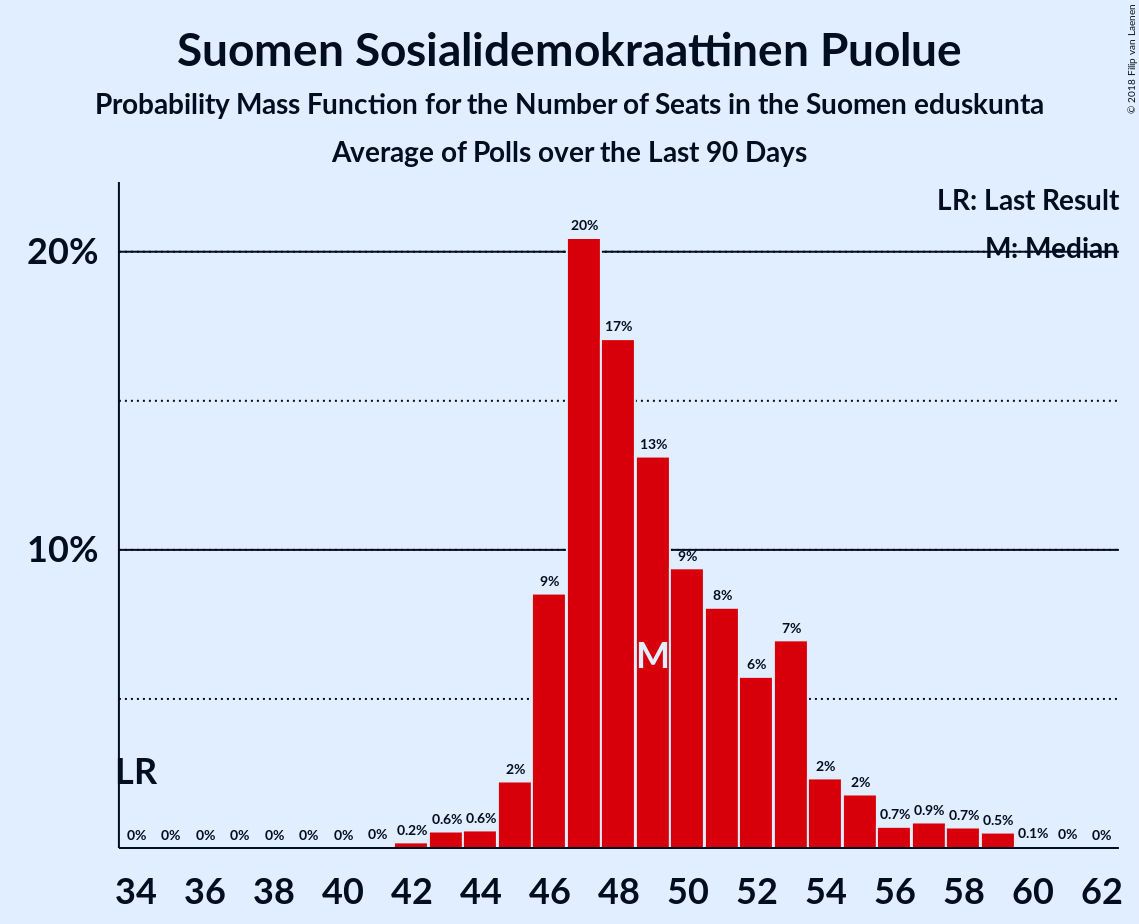 Suomen Sosialidemokraattinen Puolue
Probability Mass Function for the Number of Seats in the Suomen eduskunta
Average of Polls over the Last 90 Days
© 2018 Filip van Laenen
LR: Last Result
M: Median
20%
10%
20%
17%
13%
9%
9%
8%
7%
6%
M
LR
2%
2%
2%
0% 0% 0% 0% 0% 0% 0% 0% 0.2% 0.6% 0.6% 0.7% 0.9% 0.7% 0.5% 0.1% 0% 0%
34 36 38 40 42 44 46 48 50 52 54 56 58 60 62